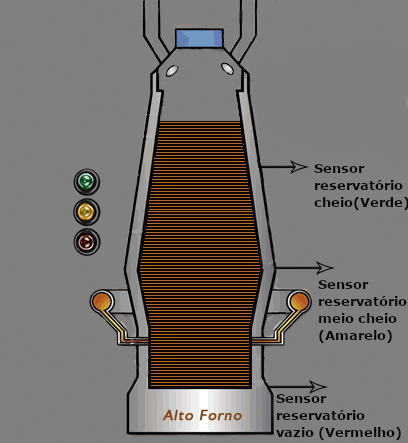 Sensor
reservatório
cheio(Verde)
Sensor
reservatório
meio cheio
(Amarelo)
Sensor
reservatório
vazio (Vermelho)
Alto Forno